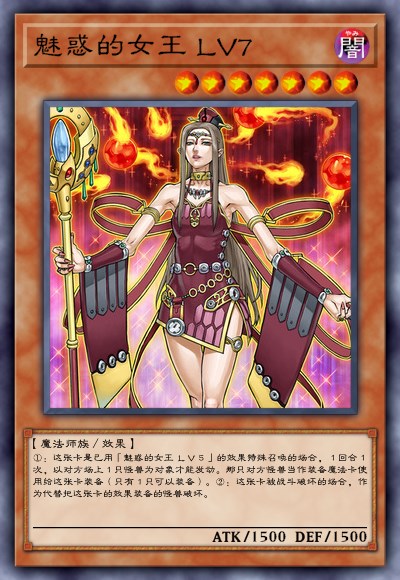 魅惑的女王 LV7
やみ
闇
【魔法师族／效果】
①：这张卡是已用「魅惑的女王 LV5」的效果特殊召唤的场合，1回合1
次，以对方场上1只怪兽为对象才能发动。那只对方怪兽当作装备魔法卡使
用给这张卡装备（只有1只可以装备）。②：这张卡被战斗破坏的场合，作
为代替把这张卡的效果装备的怪兽破坏。
ATK/1500 DEF/1500